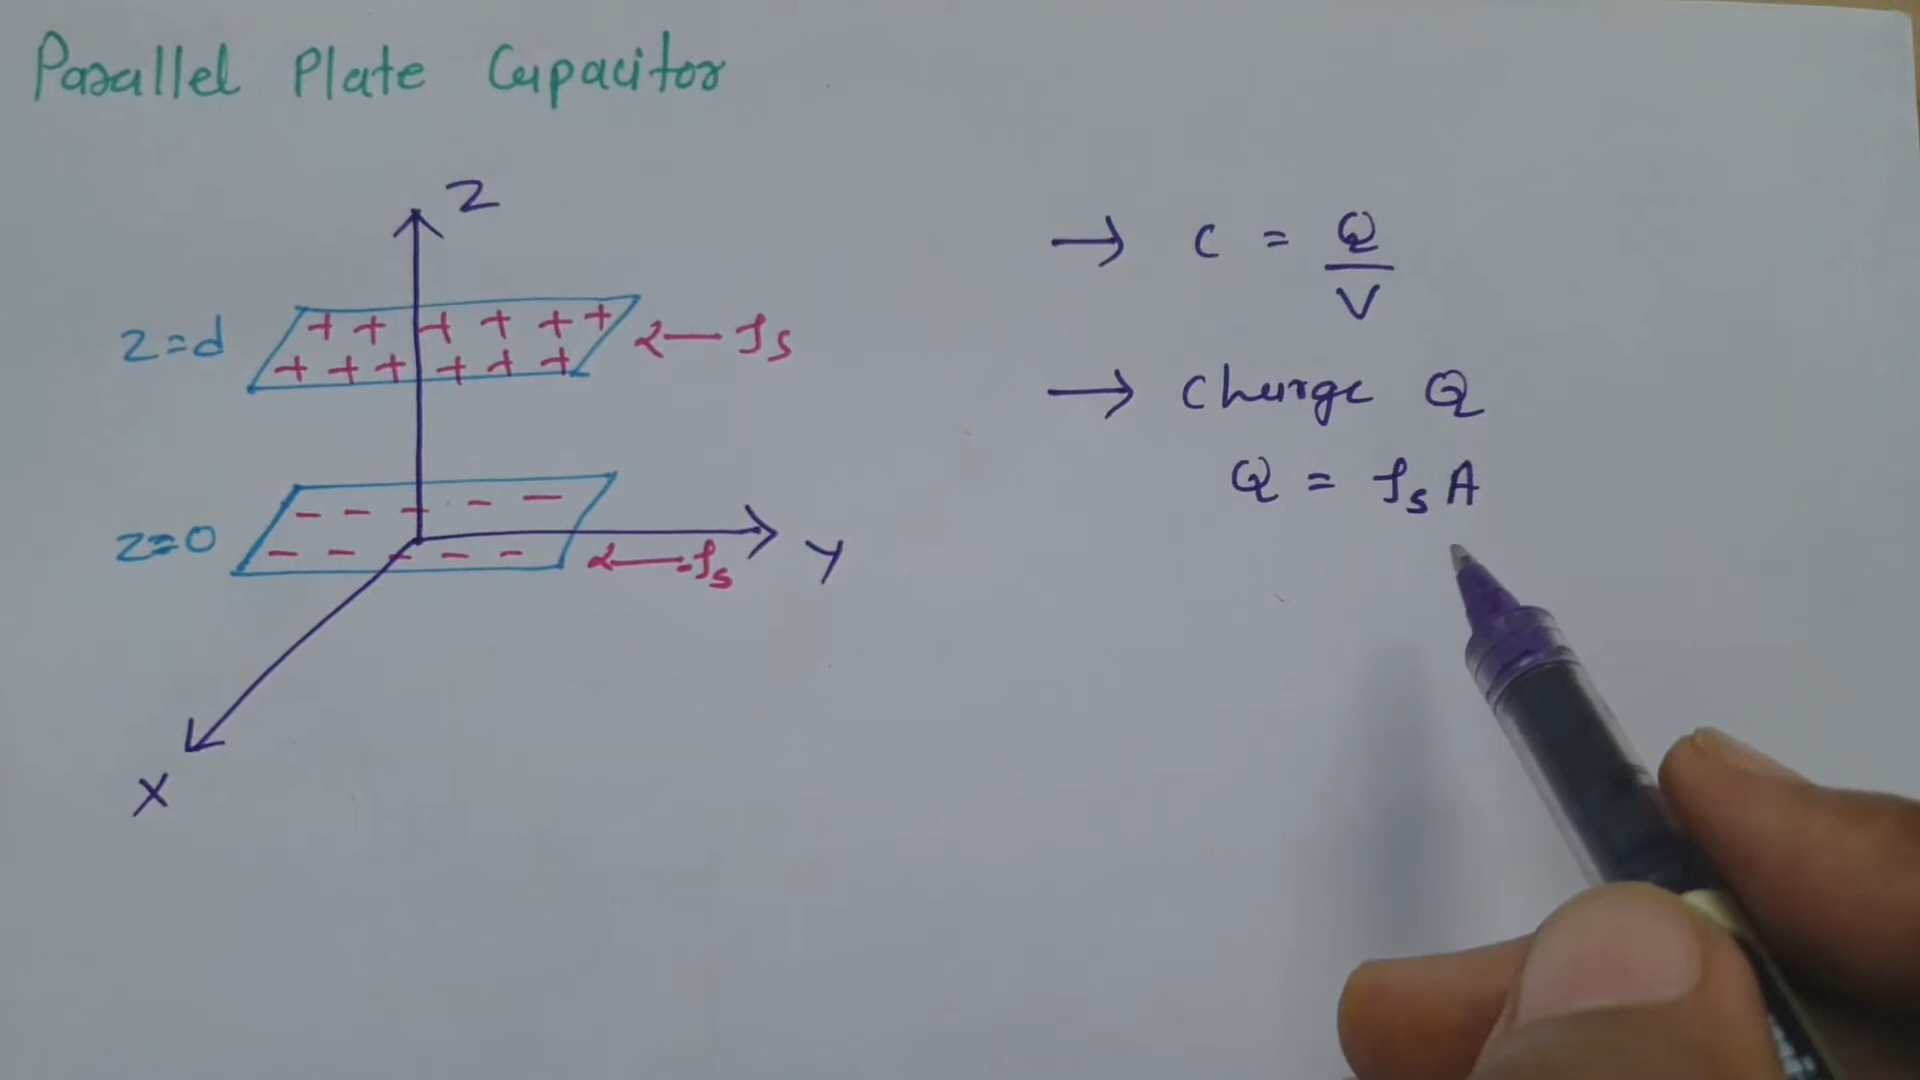 Parallel Plate Capacitor
Z
z=d
+ + + + + +
+ + + + + +
ρs
z=0
- - - - -
- - - - -
-ρs
Y
X
→ C = Q/V
→ Charge Q
Q = ρs A